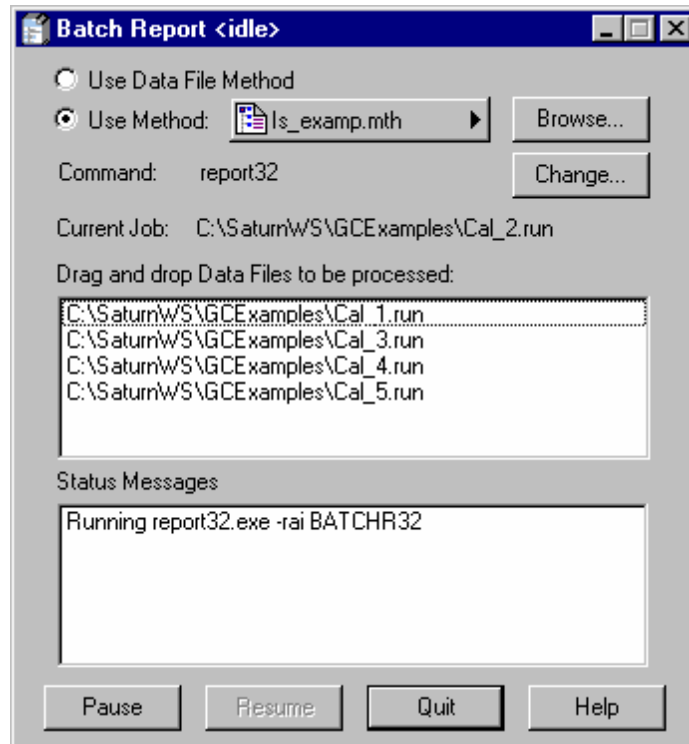 Batch Report <idle>
Use Data File Method
Use Method: ls_examp.mth Browse...
Command: report32 Change...
Current Job: C:\SaturnWS\GCExamples\Cal_2.run
Drag and drop Data Files to be processed:
C:\SaturnWS\GCExamples\Cal_1.run
C:\SaturnWS\GCExamples\Cal_3.run
C:\SaturnWS\GCExamples\Cal_4.run
C:\SaturnWS\GCExamples\Cal_5.run
Status Messages
Running report32.exe -rai BATCHR32
Pause Resume Quit Help